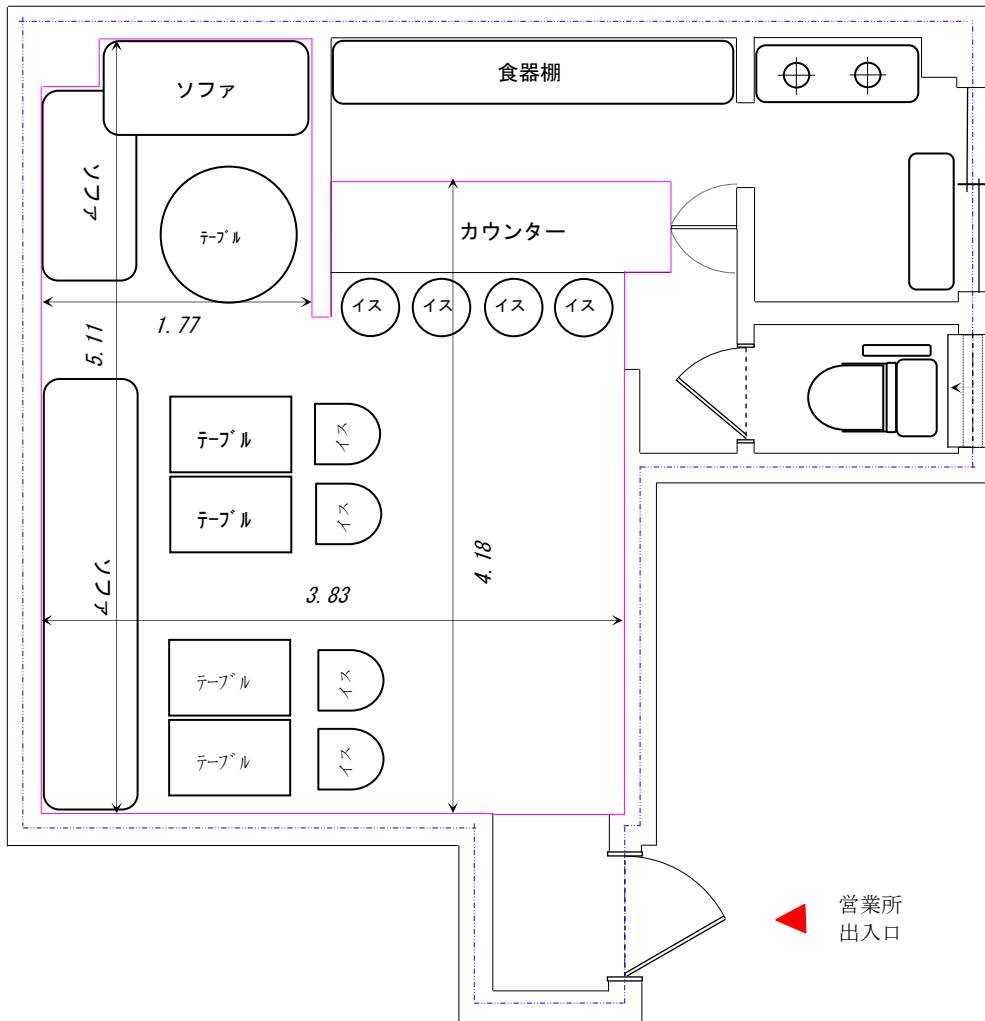 ソファ
食器棚
ソファ
テーブル
カウンター
イス
イス
イス
イス
1.77
5.11
テーブル
イス
テーブル
イス
4.18
ソファ
3.83
テーブル
イス
テーブル
イス
営業所
出入口